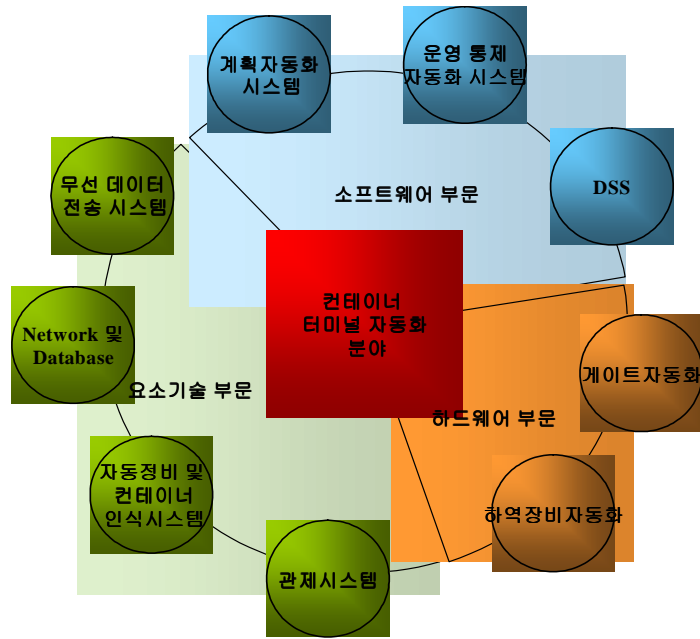 계획자동화
시스템
운영 통제
자동화 시스템
무선 데이터
전송 시스템
DSS
소프트웨어 부문
컨테이너
터미널 자동화
분야
Network 및
Database
게이트자동화
요소기술 부문
하드웨어 부문
자동정비 및
컨테이너
인식시스템
하역장비자동화
관제시스템